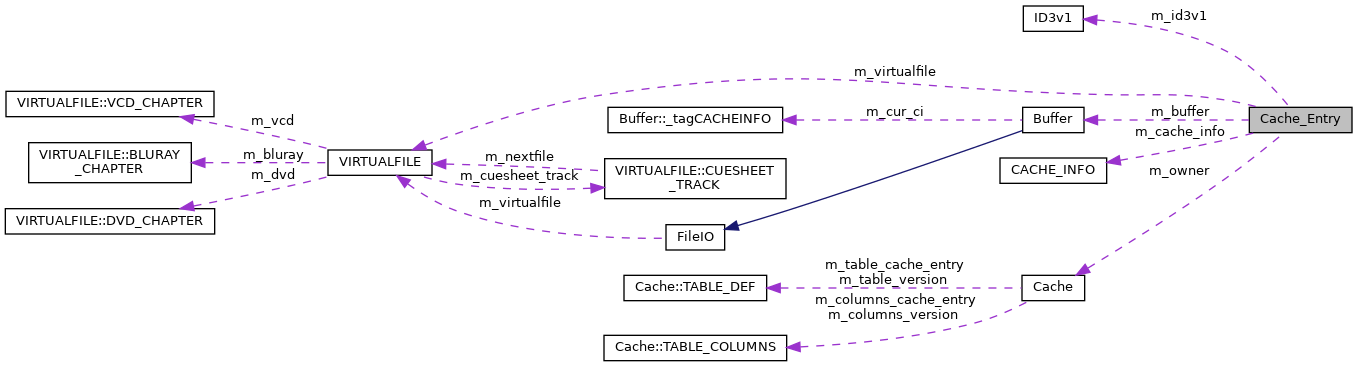 ID3v1
m_id3v1
m_virtualfile
VIRTUALFILE::VCD_CHAPTER
m_vcd
Buffer::_tagCACHEINFO
m_cur_ci
Buffer
m_buffer
Cache_Entry
m_cache_info
VIRTUALFILE::BLURAY
_CHAPTER
m_bluray
VIRTUALFILE
m_nextfile
m_cuesheet_track
VIRTUALFILE::CUESHEET
_TRACK
CACHE_INFO
m_owner
m_dvd
VIRTUALFILE::DVD_CHAPTER
m_virtualfile
FileIO
m_table_cache_entry
m_table_version
Cache::TABLE_DEF
Cache
m_columns_cache_entry
m_columns_version
Cache::TABLE_COLUMNS